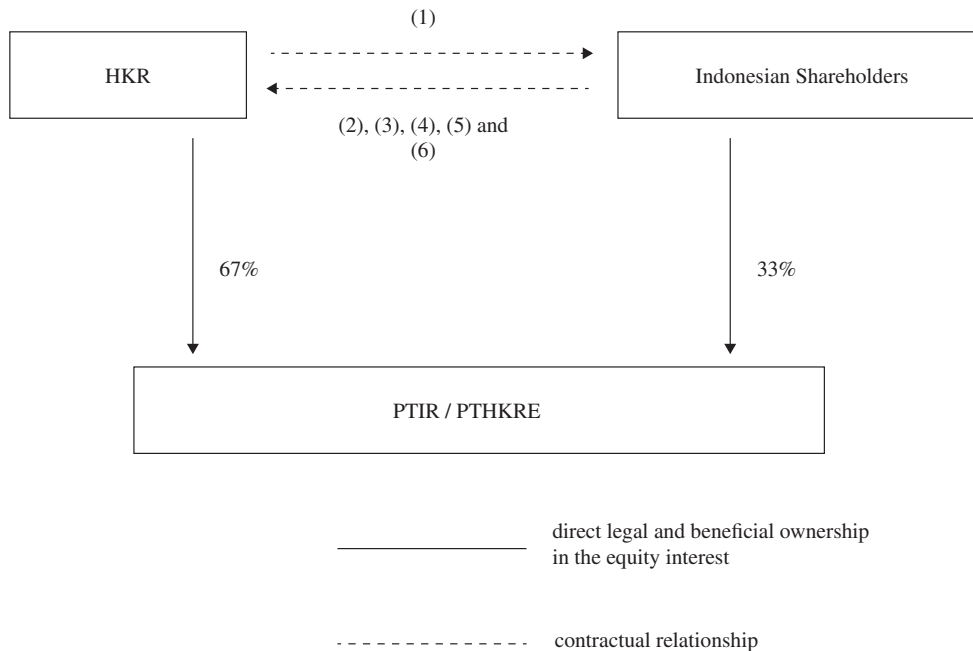 (1)
HKR
Indonesian Shareholders
(2), (3), (4), (5) and
(6)
67%
33%
PTIR / PTHKRE
direct legal and beneficial ownership
in the equity interest
contractual relationship